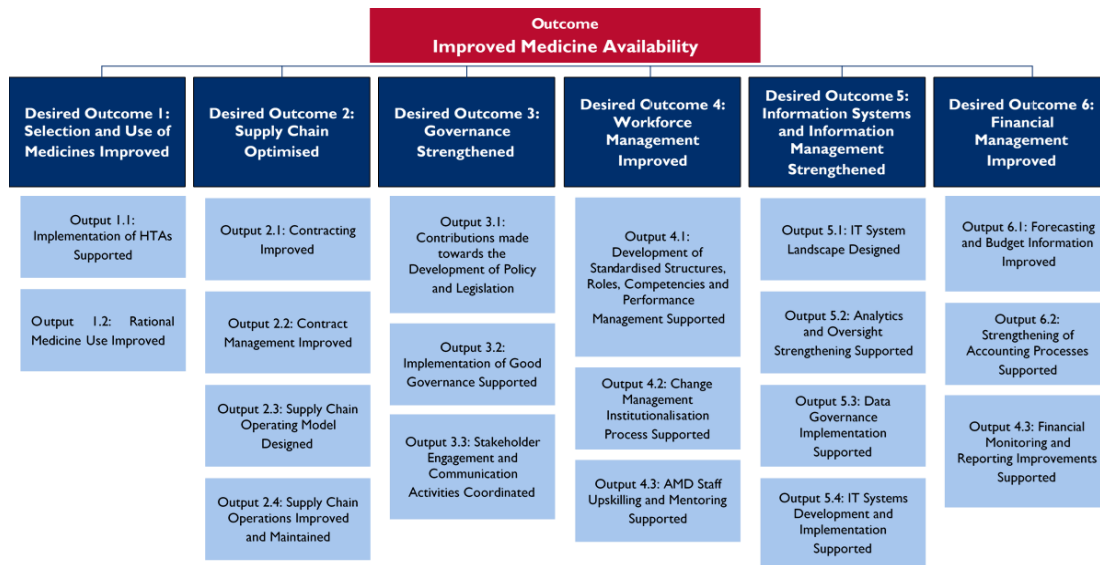 Outcome
Improved Medicine Availability
Desired Outcome 1:
Selection and Use of
Medicines Improved
Output 1.1:
Implementation of HTAs
Supported
Output 1.2: Rational
Medicine Use Improved
Desired Outcome 2:
Supply Chain
Optimised
Output 2.1: Contracting
Improved
Output 2.2: Contract
Management Improved
Output 2.3: Supply Chain
Operating Model
Designed
Output 2.4: Supply Chain
Operations Improved
and Maintained
Desired Outcome 3:
Governance
Strengthened
Output 3.1:
Contributions made
towards the
Development of Policy
and Legislation
Output 3.2:
Implementation of Good
Governance Supported
Output 3.3: Stakeholder
Engagement and
Communication
Activities Coordinated
Desired Outcome 4:
Workforce
Management
Improved
Output 4.1:
Development of
Standardised Structures,
Roles, Competencies and
Performance
Management Supported
Output 4.2: Change
Management
Institutionalisation
Process Supported
Output 4.3: AMD Staff
Upskilling and Mentoring
Supported
Desired Outcome 5:
Information Systems
and Information
Management
Strengthened
Output 5.1: IT System
Landscape Designed
Output 5.2: Analytics
and Oversight
Strengthening Supported
Output 5.3: Data
Governance
Implementation
Supported
Output 5.4: IT Systems
Development and
Implementation
Supported
Desired Outcome 6:
Financial
Management
Improved
Output 6.1: Forecasting
and Budget Information
Improved
Output 6.2:
Strengthening of
Accounting Processes
Supported
Output 4.3: Financial
Monitoring and
Reporting Improvements
Supported